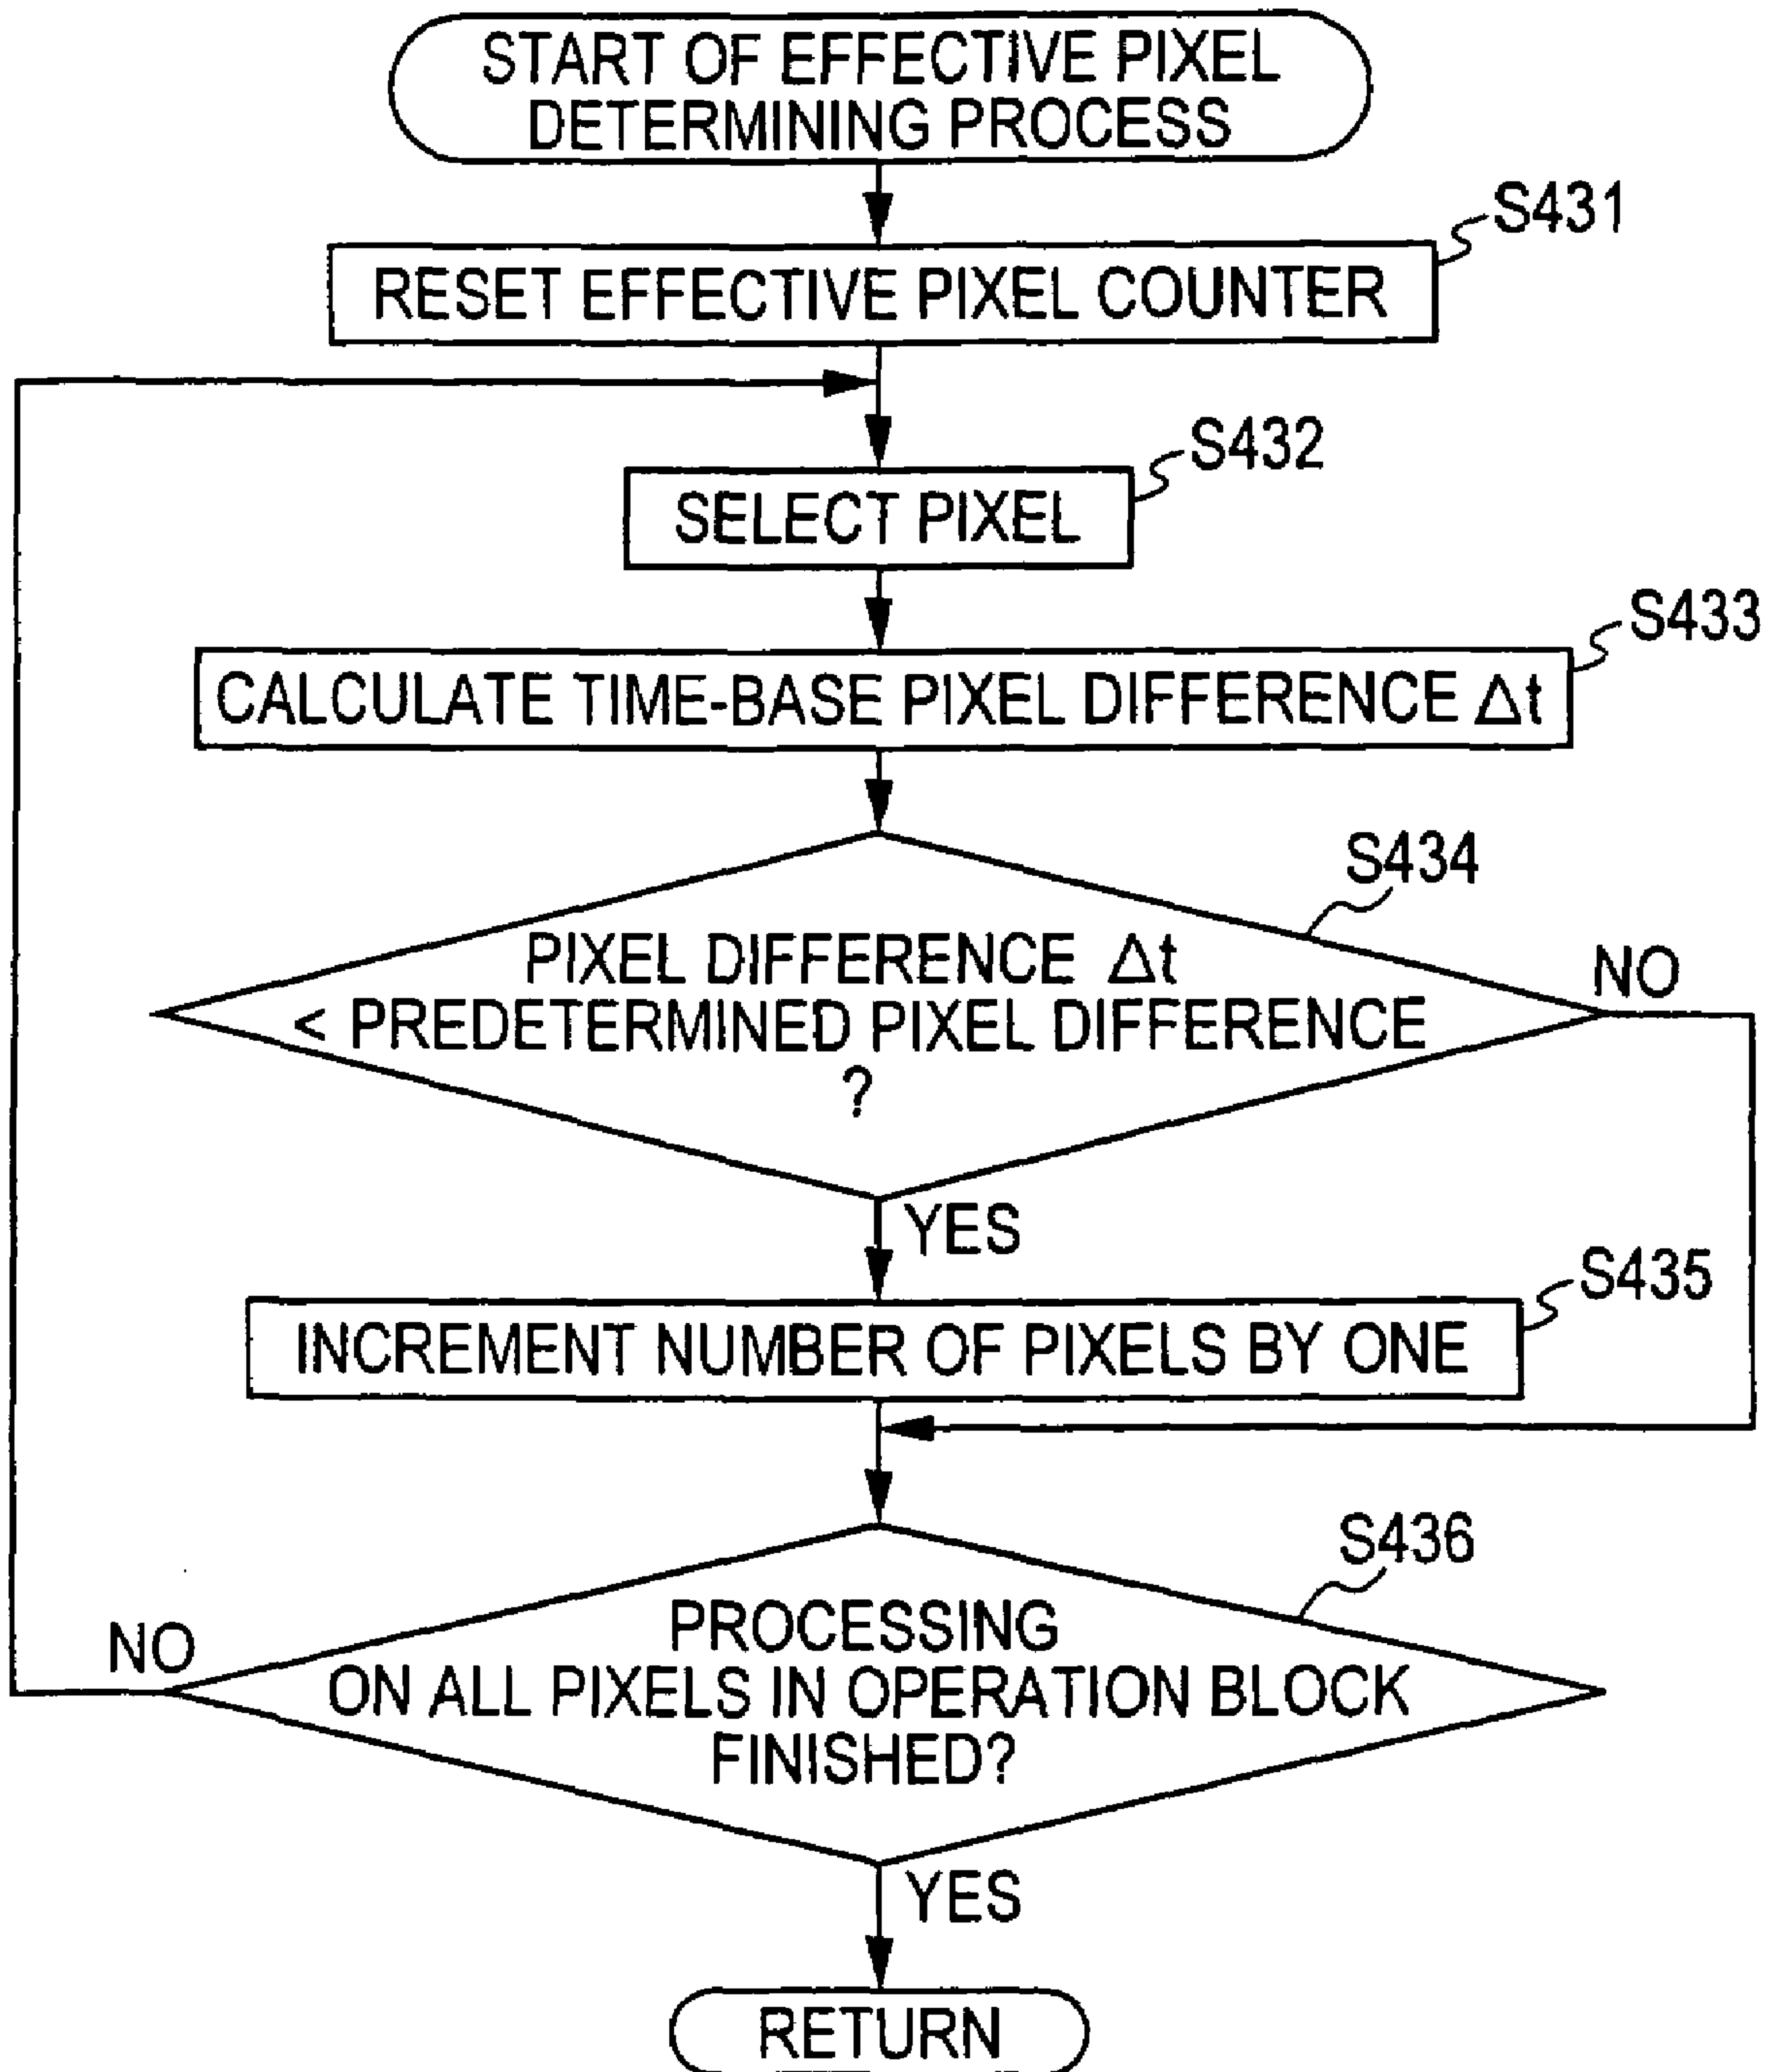 START OF EFFECTIVE PIXEL
DETERMINING PROCESS
S431
RESET EFFECTIVE PIXEL COUNTER
S432
SELECT PIXEL
S433
CALCULATE TIME-BASE PIXEL DIFFERENCE Δt
S434
PIXEL DIFFERENCE Δt
< PREDETERMINED PIXEL DIFFERENCE
?
NO
YES
S435
INCREMENT NUMBER OF PIXELS BY ONE
S436
PROCESSING
ON ALL PIXELS IN OPERATION BLOCK
FINISHED?
NO
YES
RETURN